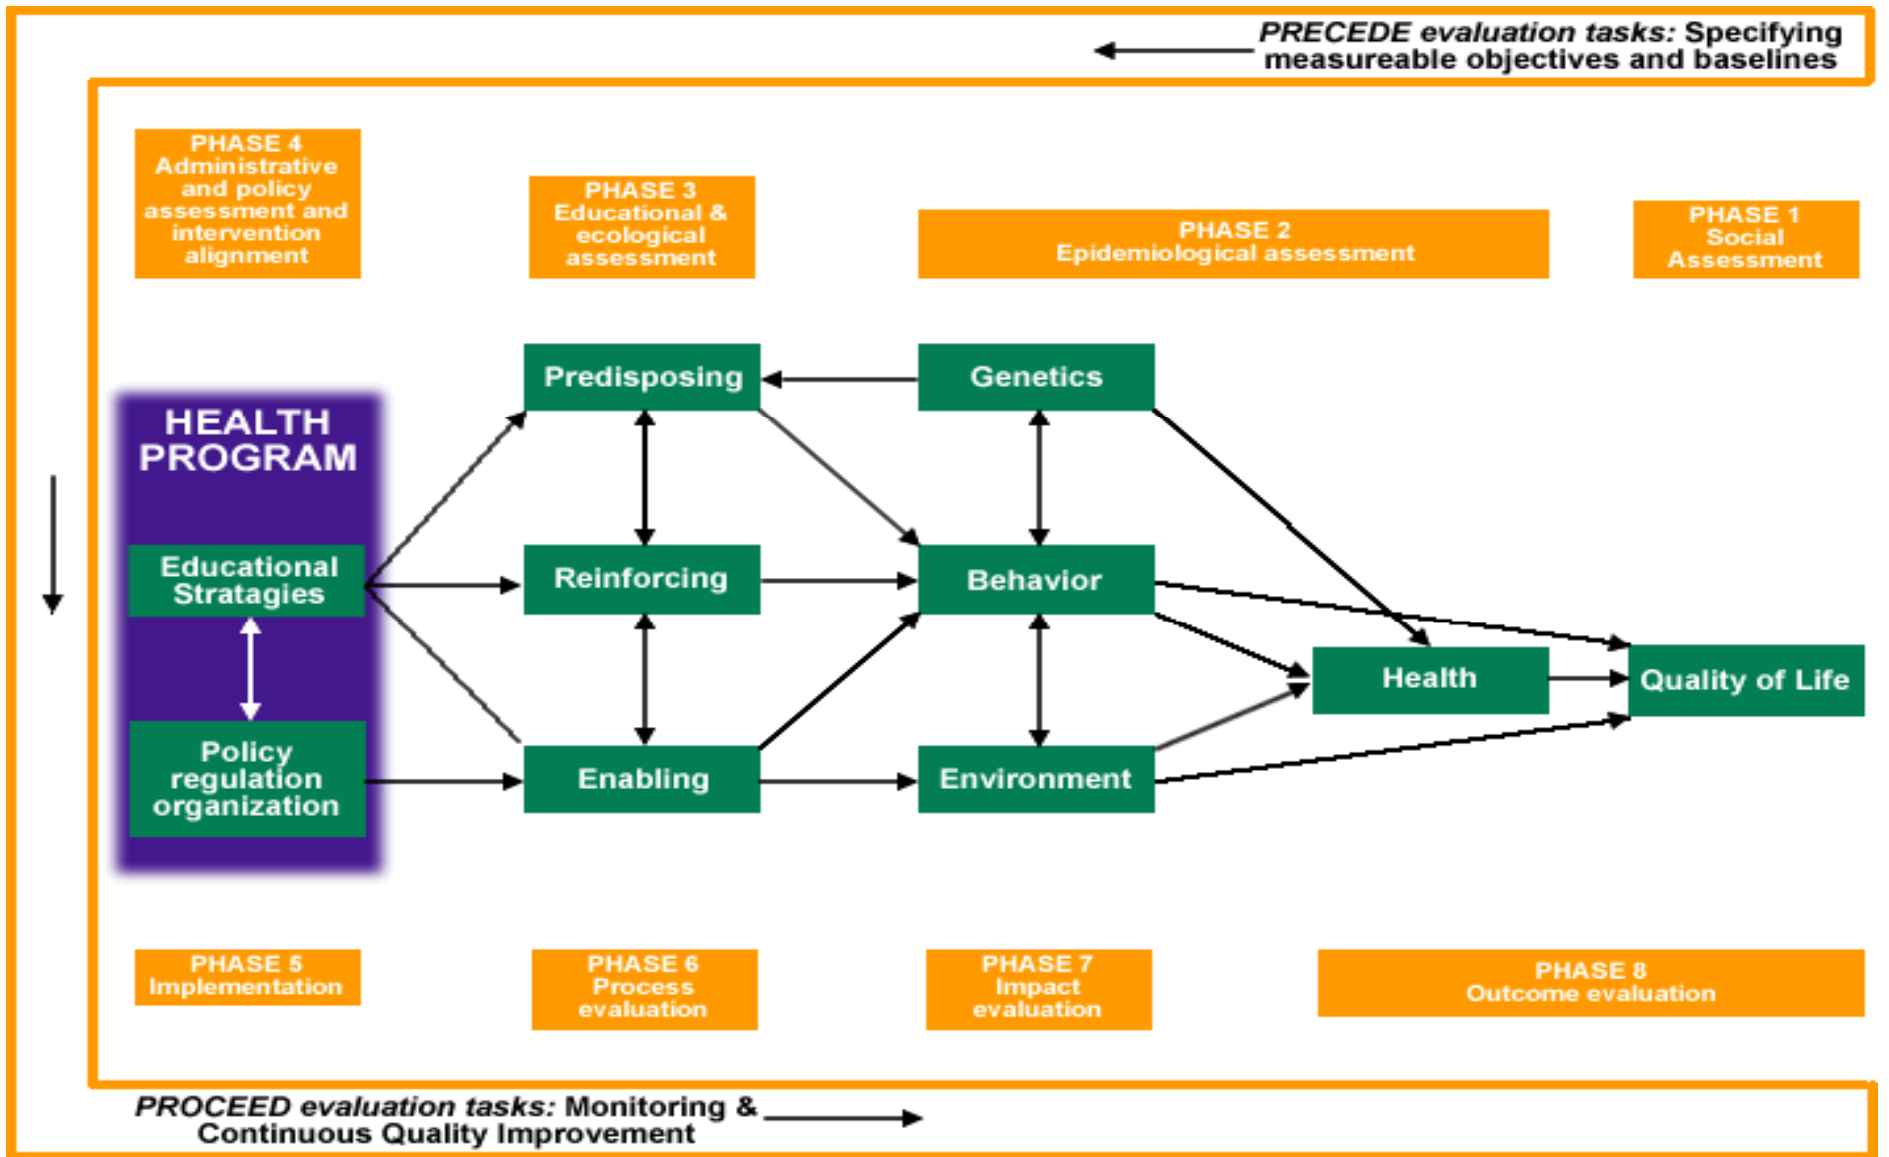 PRECEDE evaluation tasks: Specifying
measureable objectives and baselines
PHASE 4
Administrative
and policy
assessment and
intervention
alignment
PHASE 3
Educational &
ecological
assessment
PHASE 2
Epidemiological assessment
PHASE 1
Social
Assessment
HEALTH
PROGRAM
Educational
Stratagies
Policy
regulation
organization
Predisposing
Reinforcing
Enabling
Genetics
Behavior
Environment
Health
Quality of Life
PHASE 5
Implementation
PHASE 6
Process
evaluation
PHASE 7
Impact
evaluation
PHASE 8
Outcome evaluation
PROCEED evaluation tasks: Monitoring &
Continuous Quality Improvement